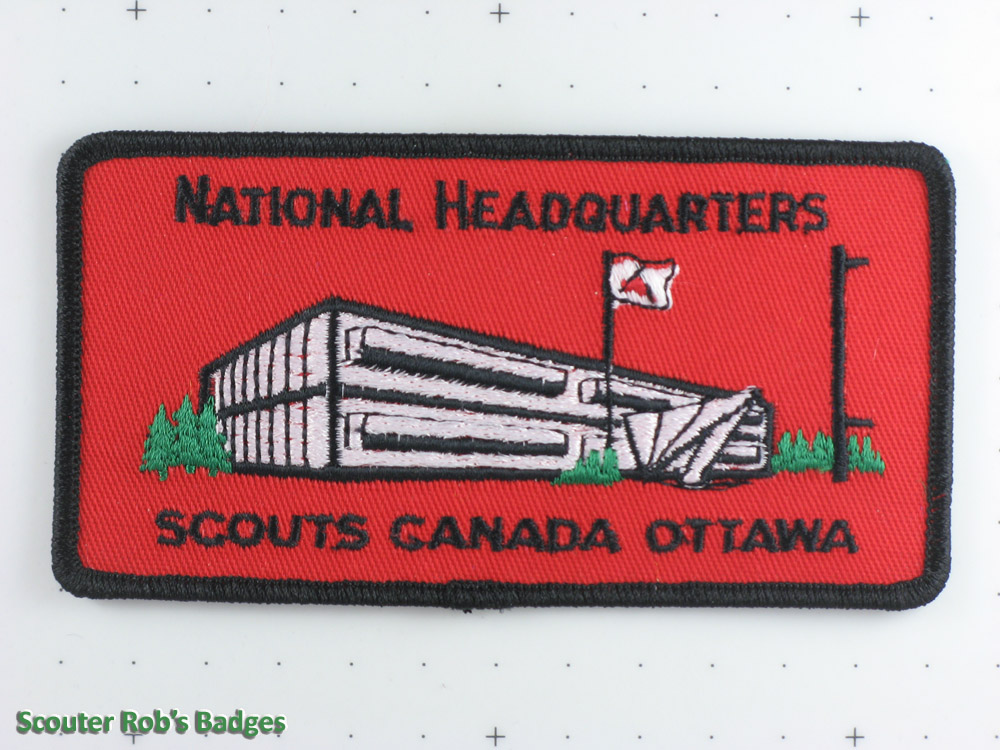 NATIONAL HEADQUARTERS
SCOUTS CANADA OTTAWA
Scouter Rob's Badges